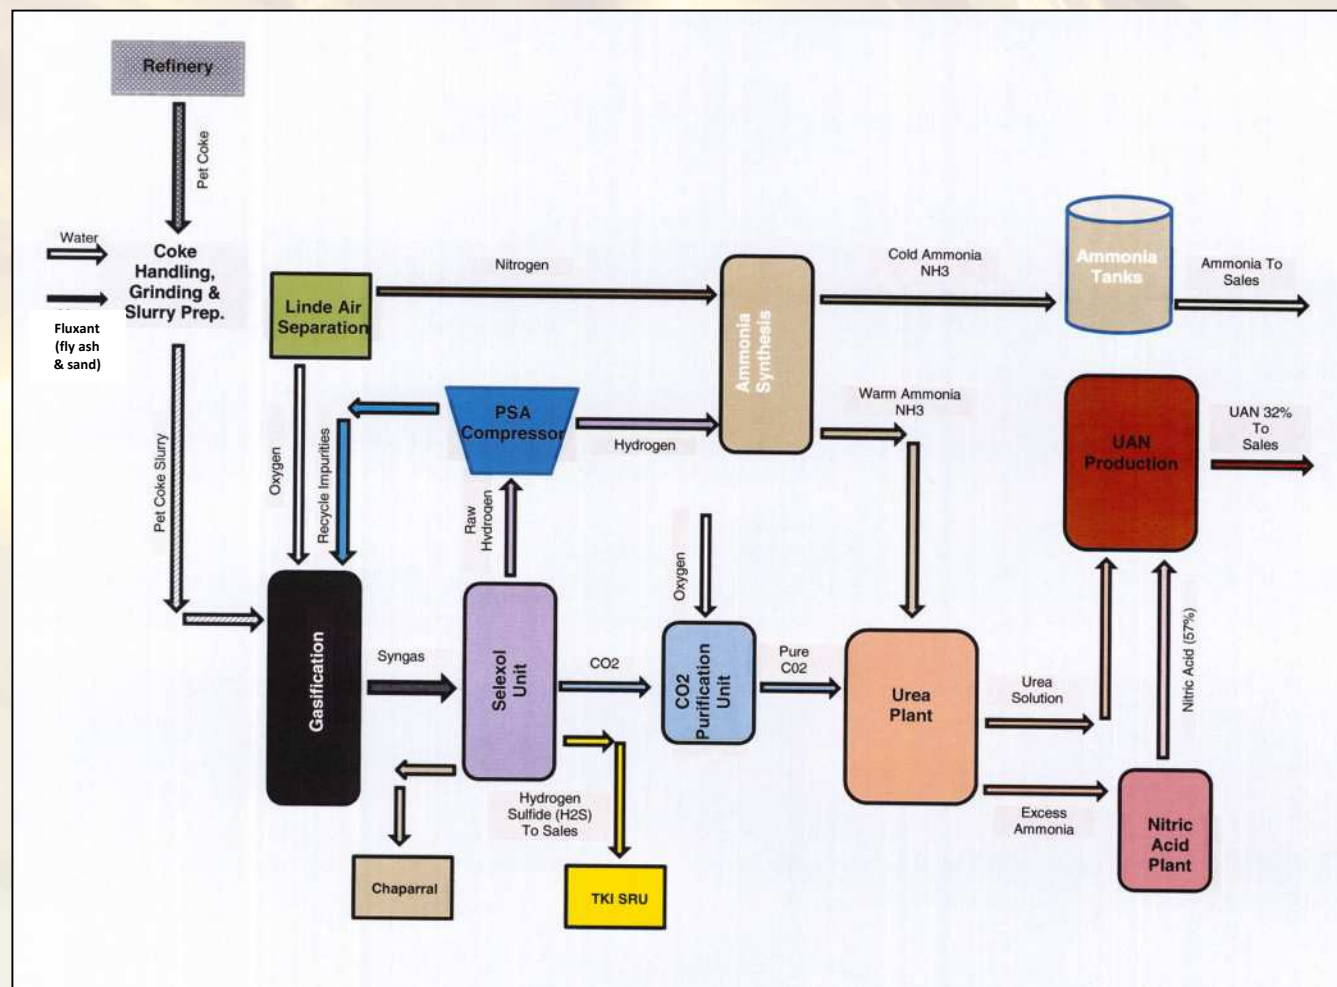 Refinery
Pet Coke
Water
Coke
Handling,
Grinding &
Slurry Prep.
Fluxant
(fly ash
& sand)
Pet Coke Slurry
Linde Air
Separation
Nitrogen
Oxygen
Recycle Impurities
PSA
Compressor
Hydrogen
Raw
Hydrogen
Ammonia
Synthesis
Cold Ammonia
NH3
Ammonia
Tanks
Ammonia To
Sales
Warm Ammonia
NH3
UAN
Production
UAN 32%
To
Sales
Gasification
Syngas
Selexol
Unit
CO2
Oxygen
CO2
Purification
Unit
Pure
C02
Urea
Plant
Urea
Solution
Nitric Acid (57%)
Excess
Ammonia
Nitric
Acid
Plant
Hydrogen
Sulfide (H2S)
To Sales
Chaparral
TKI SRU